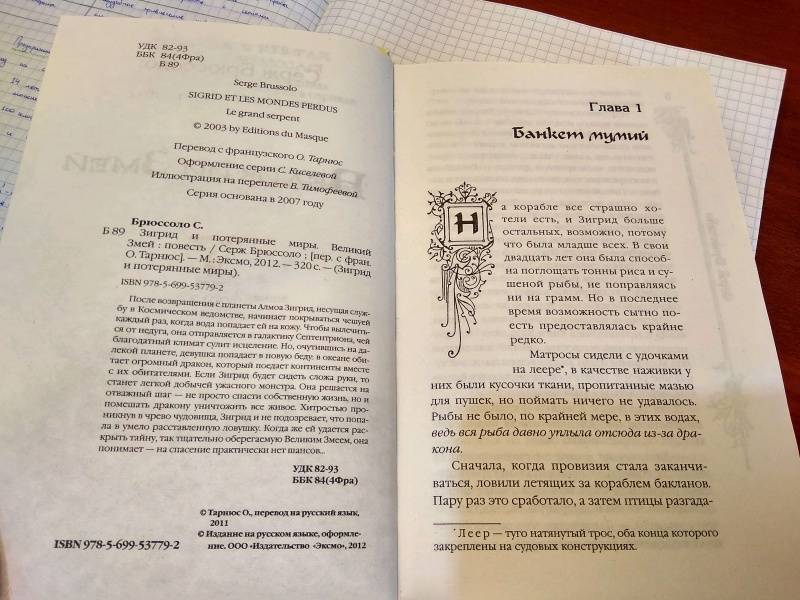 УДК 82-93
ББК 84(4Фра)
Б 89
Serge Brussolo
SIGRID ET LES MONDES PERDUS
Le grand serpent
© 2003 by Editions du Masque
Перевод с французского О. Тарнюс
Оформление серии С. Киселевой
Иллюстрация на переплете В. Тимофеевой
Серия основана в 2007 году
Брюссоло С.
Б 89 Зигрид и потерянные миры. Великий
Змей : повесть / Серж Брюссоло ; [пер. с фран.
О. Тарнюс]. — М. : Эксмо, 2012. — 320 с. — (Зигрид
и потерянные миры).
ISBN 978-5-699-53779-2
После возвращения с планеты Алмоа Зигрид, несущая служ-
бу в Космическом ведомстве, начинает покрываться чешуей
каждый раз, когда вода попадает ей на кожу. Чтобы вылечить-
ся от недуга, она отправляется в галактику Септентриона, чей
благодатный климат сулит исцеление. Но, очутившись на да-
лекой планете, девушка попадает в новую беду: в океане оби-
тает огромный дракон, который поедает континенты вместе
с их обитателями. Если Зигрид будет сидеть сложа руки, то
станет легкой добычей ужасного монстра. Она решается на
отважный шаг — не просто спасти собственную жизнь, но и
помешать дракону уничтожить все живое. Хитростью про-
никнув в чрево чудовища, Зигрид и не подозревает, что попа-
ла в умело расставленную ловушку. Когда же ей удается рас-
крыть тайну, так тщательно оберегаемую Великим Змеем, она
понимает — на спасение практически нет шансов...
УДК 82-93
ББК 84(4Фра)
© Тарнюс О., перевод на русский язык,
2011
© Издание на русском языке, оформле-
ние. ООО «Издательство «Эксмо», 2012
ISBN 978-5-699-53779-2
Глава 1
Банкет мумий
На корабле все страшно хо-
тели есть, и Зигрид больше
остальных, возможно, потому
что была младше всех. В свои
двадцать лет она была способ-
на поглощать тонны риса и су-
шеной рыбы, не поправляясь
ни на грамм. Но в последнее
время возможность сытно по-
есть предоставлялась крайне
редко.
Матросы сидели с удочками
на леере*, в качестве наживки у
них были кусочки ткани, пропитанные мазью
для пушек, но поймать ничего не удавалось.
Рыбы не было, по крайней мере, в этих водах,
ведь вся рыба давно уплыла отсюда из-за дра-
кона.
Сначала, когда провизия стала заканчи-
ваться, ловили летящих за кораблем бакланов.
Пару раз это сработало, а затем птицы разгада-
* Леер — туго натянутый трос, оба конца которого
закреплены на судовых конструкциях.